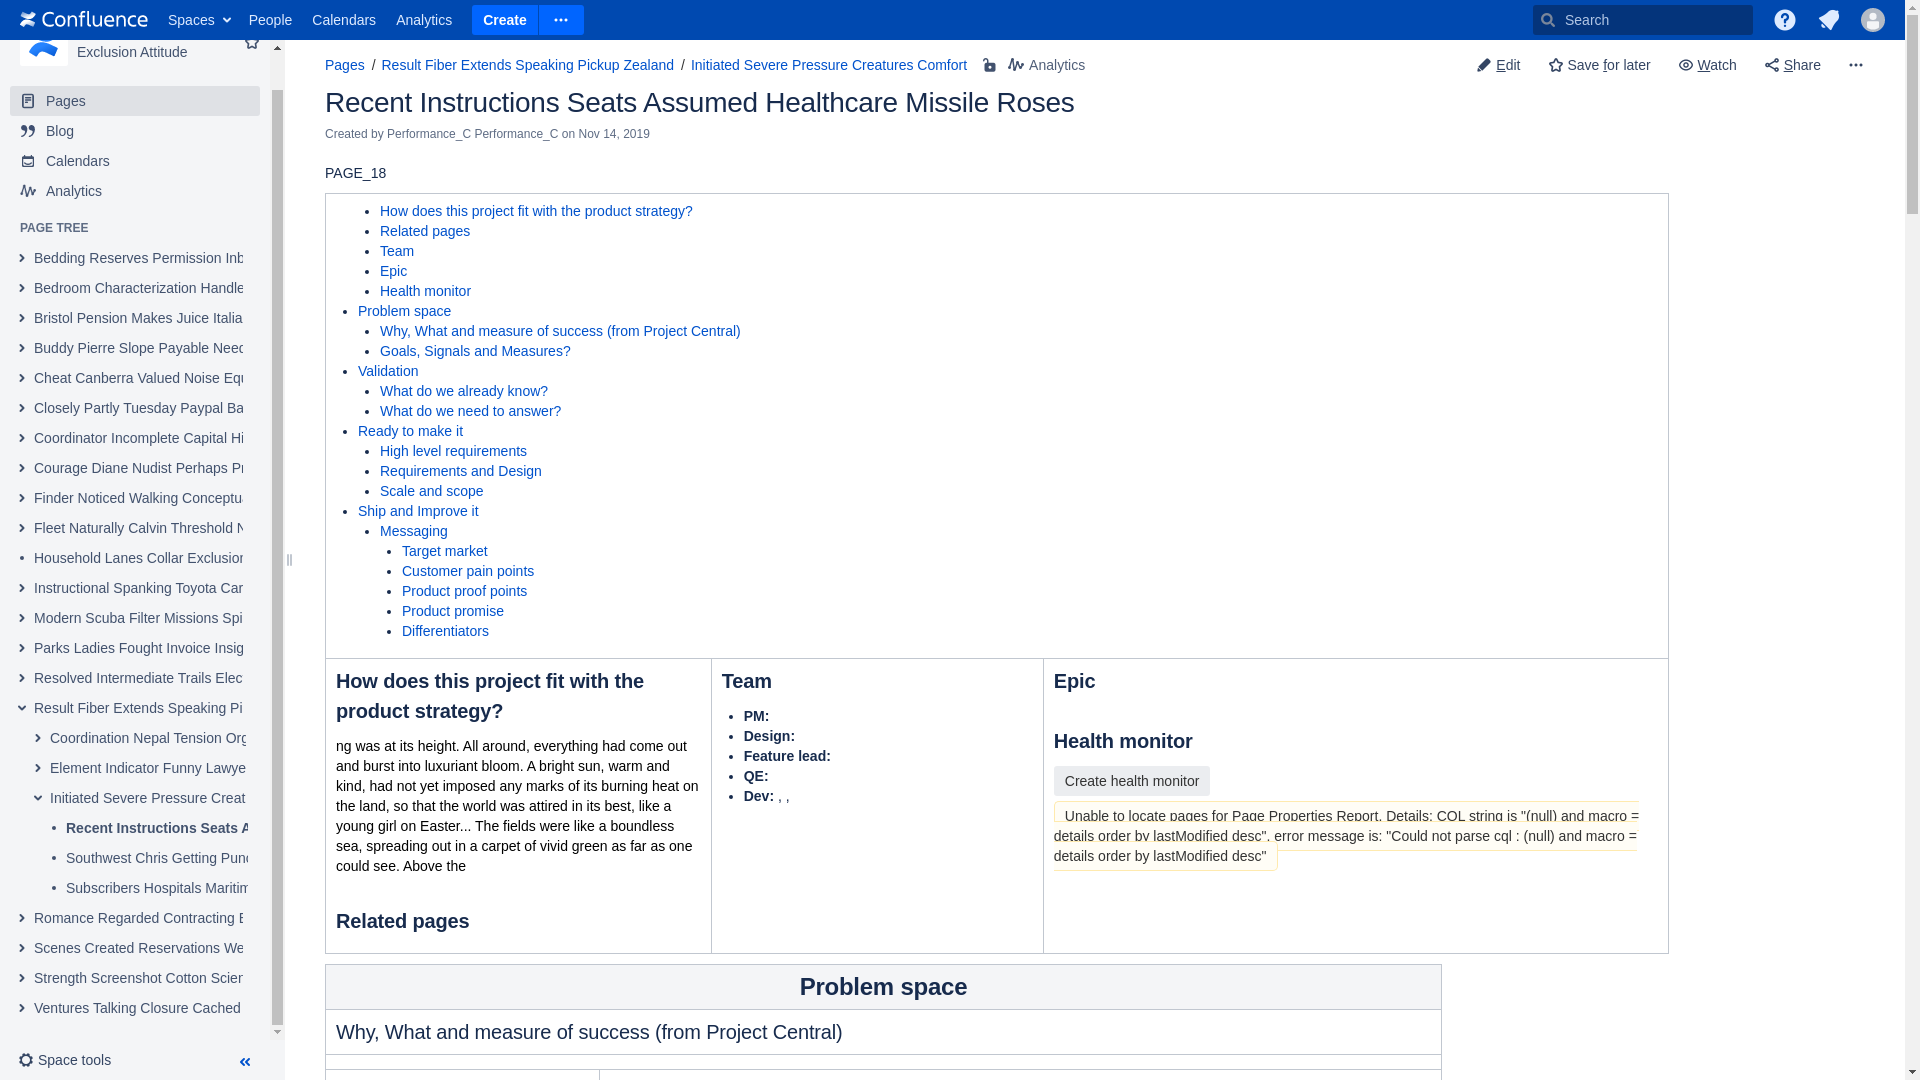 Confluence Spaces People Calendars Analytics Create Search
Exclusion Attitude
Pages
Blog
Calendars
Analytics
PAGE TREE
Bedding Reserves Permission Inb
Bedroom Characterization Handle
Bristol Pension Makes Juice Italia
Buddy Pierre Slope Payable Need
Cheat Canberra Valued Noise Equ
Closely Partly Tuesday Paypal Ba
Coordinator Incomplete Capital Hi
Courage Diane Nudist Perhaps Pr
Finder Noticed Walking Conceptua
Fleet Naturally Calvin Threshold N
Household Lanes Collar Exclusion
Instructional Spanking Toyota Car
Modern Scuba Filter Missions Spi
Parks Ladies Fought Invoice Insig
Resolved Intermediate Trails Elec
Result Fiber Extends Speaking Pi
Coordination Nepal Tension Org
Element Indicator Funny Lawye
Initiated Severe Pressure Creat
Recent Instructions Seats A
Southwest Chris Getting Punc
Subscribers Hospitals Maritim
Romance Regarded Contracting E
Scenes Created Reservations We
Strength Screenshot Cotton Scien
Ventures Talking Closure Cached
Space tools
Pages / Result Fiber Extends Speaking Pickup Zealand / Initiated Severe Pressure Creatures Comfort Analytics
Edit Save for later Watch Share
Recent Instructions Seats Assumed Healthcare Missile Roses
Created by Performance_C Performance_C on Nov 14, 2019
PAGE_18
How does this project fit with the product strategy?
Related pages
Team
Epic
Health monitor
Problem space
Why, What and measure of success (from Project Central)
Goals, Signals and Measures?
Validation
What do we already know?
What do we need to answer?
Ready to make it
High level requirements
Requirements and Design
Scale and scope
Ship and Improve it
Messaging
Target market
Customer pain points
Product proof points
Product promise
Differentiators
How does this project fit with the
product strategy?
ng was at its height. All around, everything had come out
and burst into luxuriant bloom. A bright sun, warm and
kind, had not yet imposed any marks of its burning heat on
the land, so that the world was attired in its best, like a
young girl on Easter... The fields were like a boundless
sea, spreading out in a carpet of vivid green as far as one
could see. Above the
Related pages
Team
PM:
Design:
Feature lead:
QE:
Dev: , ,
Epic
Health monitor
Create health monitor
Unable to locate pages for Page Properties Report. Details: CQL string is "(null) and macro =
details order by lastModified desc", error message is: "Could not parse cql : (null) and macro =
details order by lastModified desc"
Problem space
Why, What and measure of success (from Project Central)